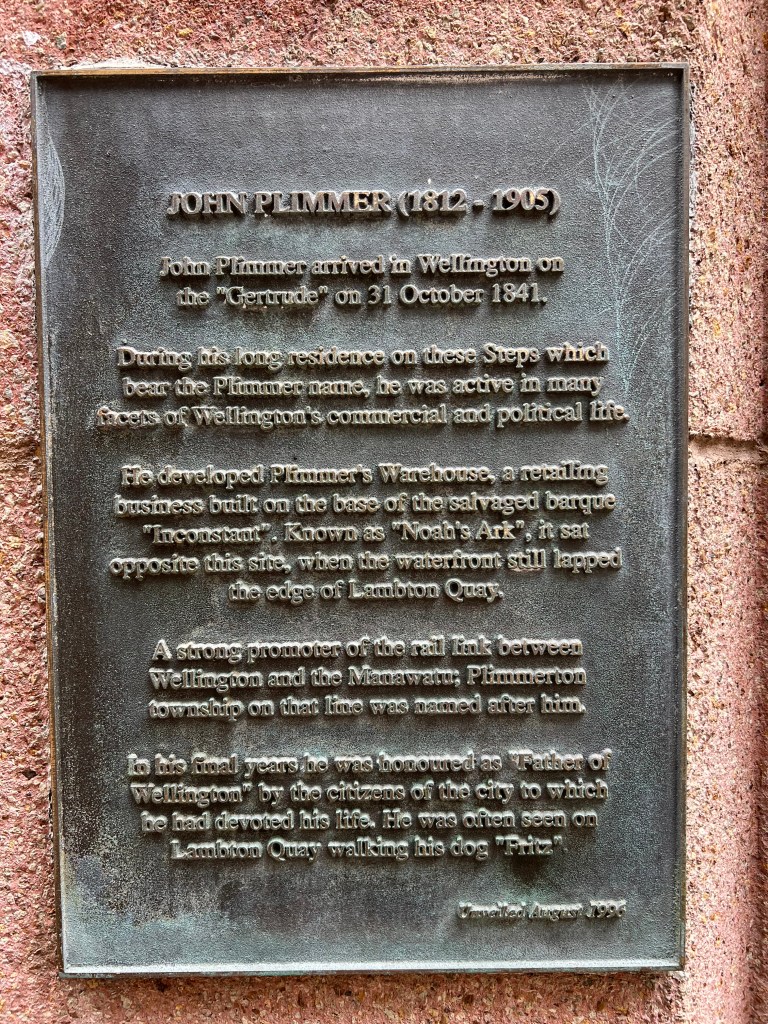 JOHN PLIMMER (1812 - 1905)
John Plimmer arrived in Wellington on
the "Gertrude" on 31 October 1841.
During his long residence on these Steps which
bear the Plimmer name, he was active in many
facets of Wellington's commercial and political life.
He developed Plimmer's Warehouse, a retailing
business built on the base of the salvaged barque
"Inconstant". Known as "Noah's Ark", it sat
opposite this site, when the waterfront still lapped
the edge of Lambton Quay.
A strong promoter of the rail link between
Wellington and the Manawatu; Plimmerton
township on that line was named after him.
In his final years he was honoured as "Father of
Wellington" by the citizens of the city to which
he had devoted his life. He was often seen on
Lambton Quay walking his dog "Fritz".
Unveiled August 1996